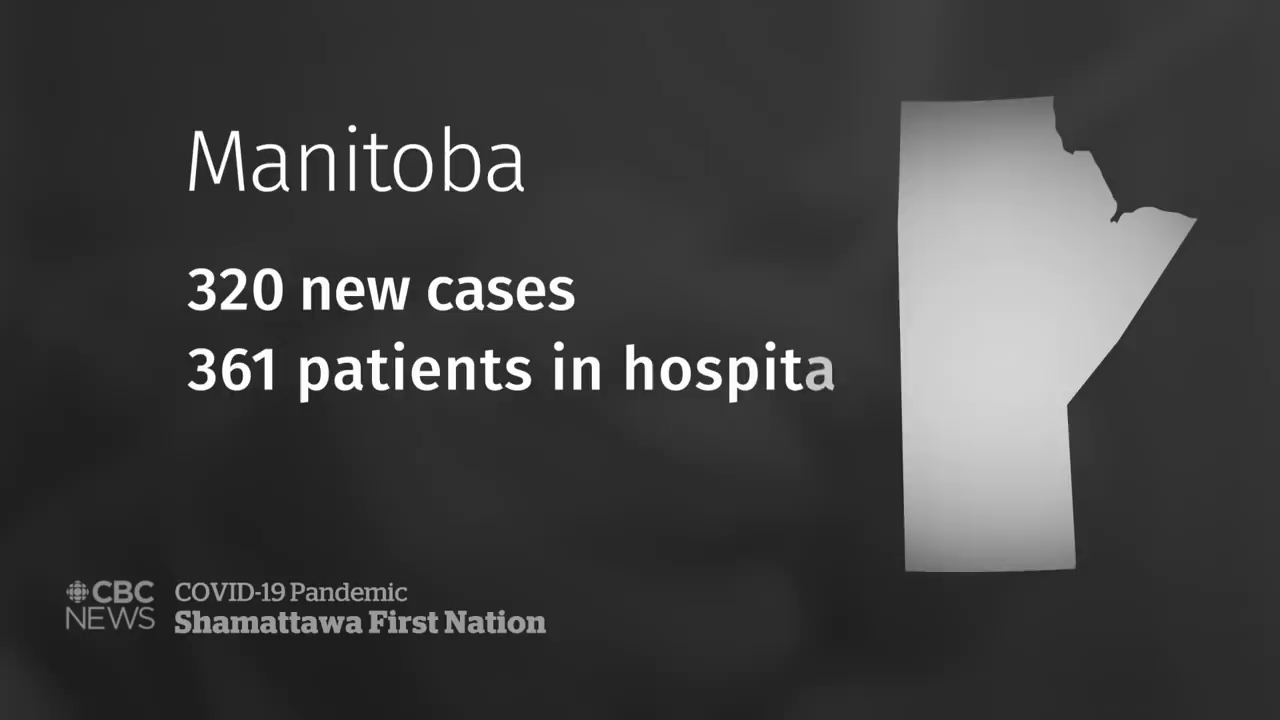 Manitoba
320 new cases
361 patients in hospita
CBC
NEWS
COVID-19 Pandemic
Shamattawa First Nation